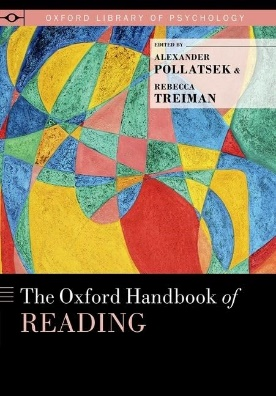 OXFORD LIBRARY OF PSYCHOLOGY
EDITED BY
ALEXANDER
POLLATSEK &
REBECCA
TREIMAN
The Oxford Handbook of
READING